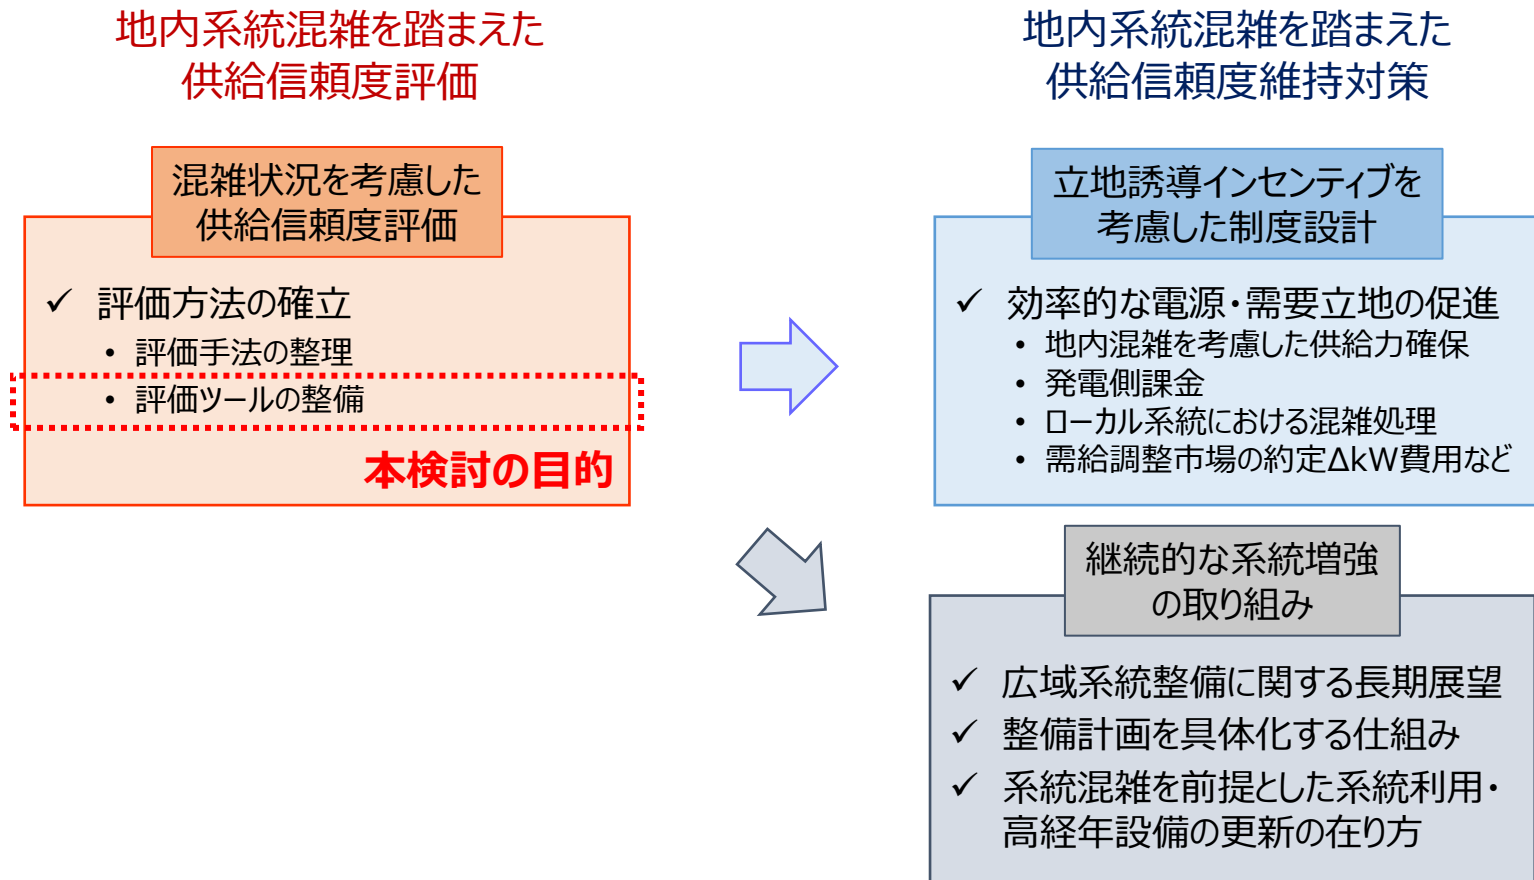 地内系統混雑を踏まえた
供給信頼度評価
混雑状況を考慮した
供給信頼度評価
✓ 評価方法の確立
• 評価手法の整理
• 評価ツールの整備
本検討の目的
地内系統混雑を踏まえた
供給信頼度維持対策
立地誘導インセンティブを
考慮した制度設計
✓ 効率的な電源・需要立地の促進
• 地内混雑を考慮した供給力確保
• 発電側課金
• ローカル系統における混雑処理
• 需給調整市場の約定ΔkW費用など
継続的な系統増強
の取り組み
✓ 広域系統整備に関する長期展望
✓ 整備計画を具体化する仕組み
✓ 系統混雑を前提とした系統利用・
高経年設備の更新の在り方